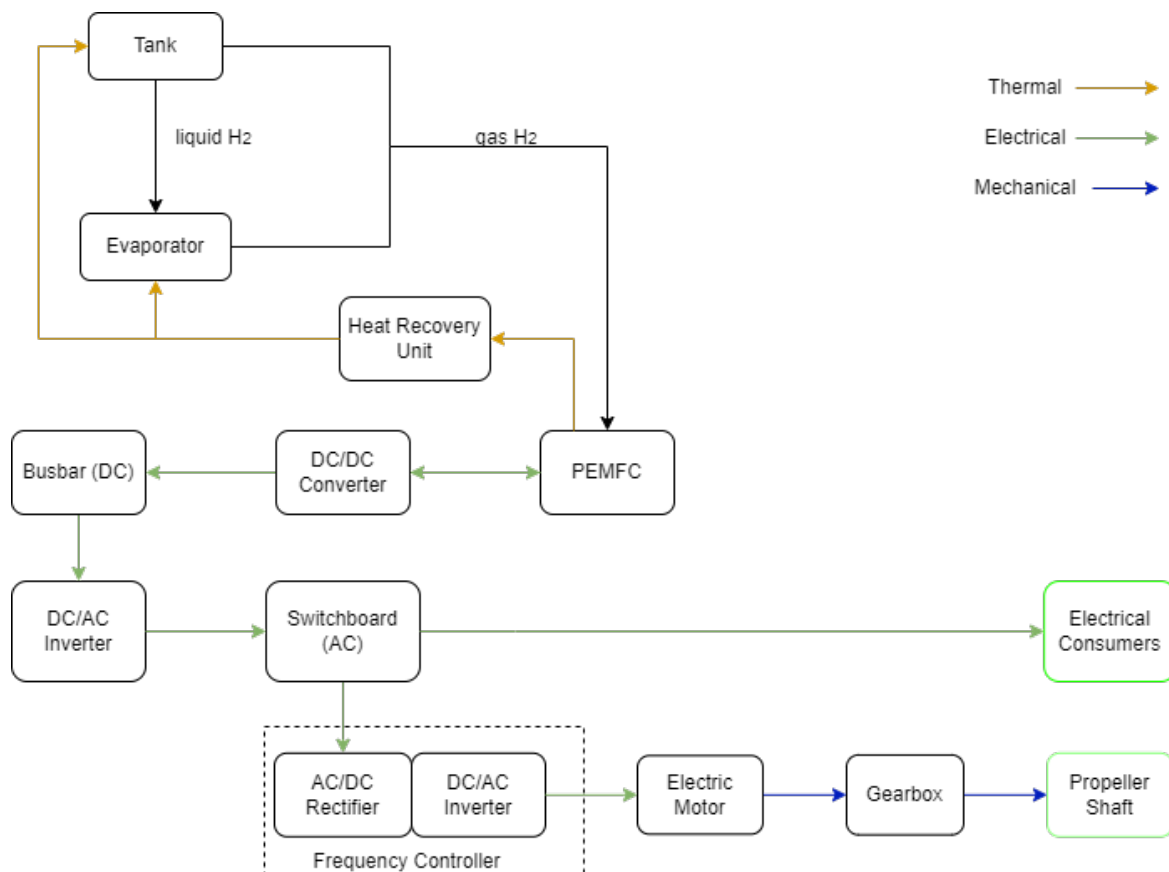 Tank
Thermal
liquid H2
gas H2
Electrical
Mechanical
Evaporator
Heat Recovery
Unit
Busbar (DC)
DC/DC
Converter
PEMFC
DC/AC
Inverter
Switchboard
(AC)
Electrical
Consumers
AC/DC
Rectifier
DC/AC
Inverter
Electric
Motor
Gearbox
Propeller
Shaft
Frequency Controller